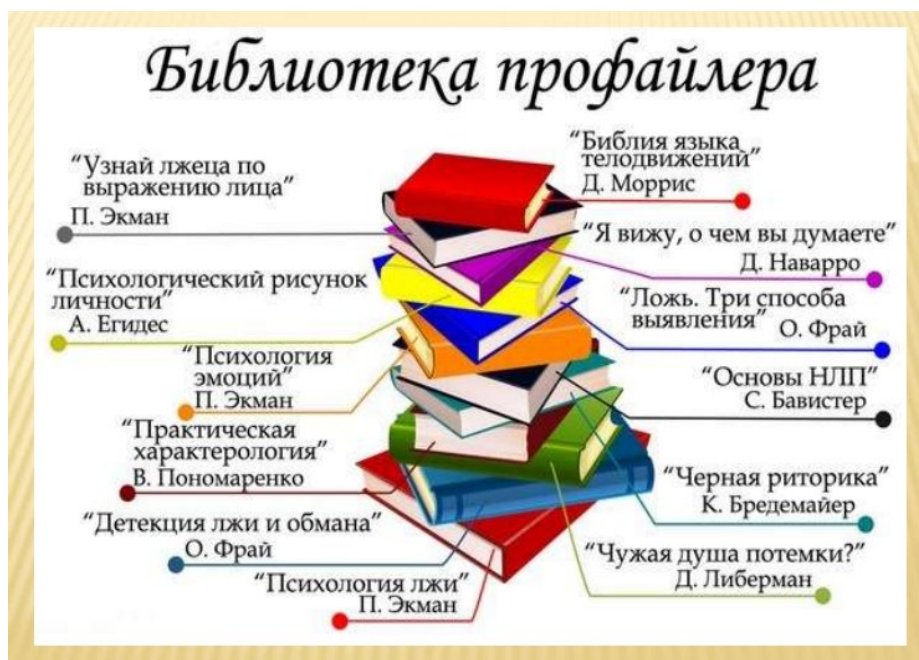 Библиотека профайлера
“Узнай лжеца по
выражению лица”
П. Экман
“Психологический рисунок
личности”
А. Егидес
“Психология
эмоций”
П. Экман
“Практическая
характерология”
В. Пономаренко
“Детекция лжи и обмана”
О. Фрай
“Психология лжи”
П. Экман
“Библия языка
телодвижений”
Д. Моррис
“Я вижу, о чем вы думаете”
Д. Наварро
“Ложь. Три способа
выявления”
О. Фрай
“Основы НЛП”
С. Бавистер
“Черная риторика”
К. Бредемайер
“Чужая душа потемки?”
Д. Либерман